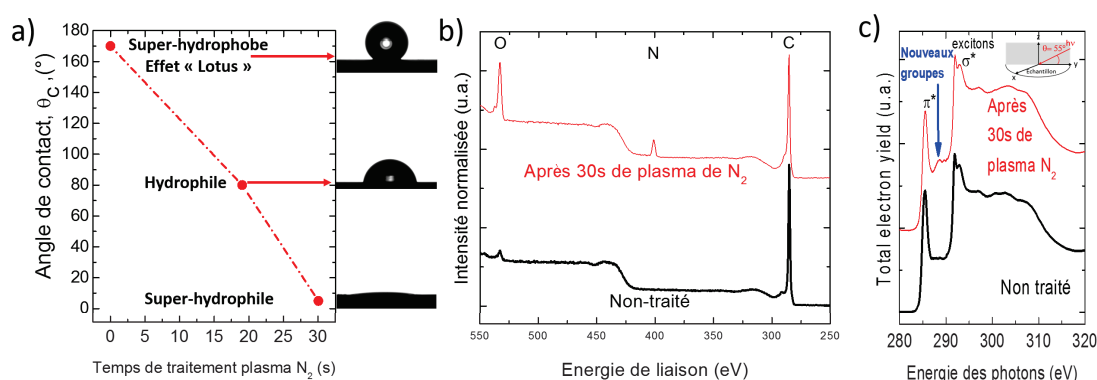 a)
180
160
140
120
100
80
60
40
20
0
Angle de contact, θC, (°)
Super-hydrophobe
Effet « Lotus »
Hydrophile
Super-hydrophile
0 5 10 15 20 25 30
Temps de traitement plasma N2 (s)
b)
O N C
Intensité normalisée (u.a.)
Après 30s de plasma de N2
Non-traité
550 500 450 400 350 300 250
Energie de liaison (eV)
c)
Total electron yield (u.a.)
Nouveaux
groupes
π*
excitons
σ*
z
θ= 55°
hν
y
x
Echantillon
Après
30s de
plasma N2
Non traité
280 290 300 310 320
Energie des photons (eV)